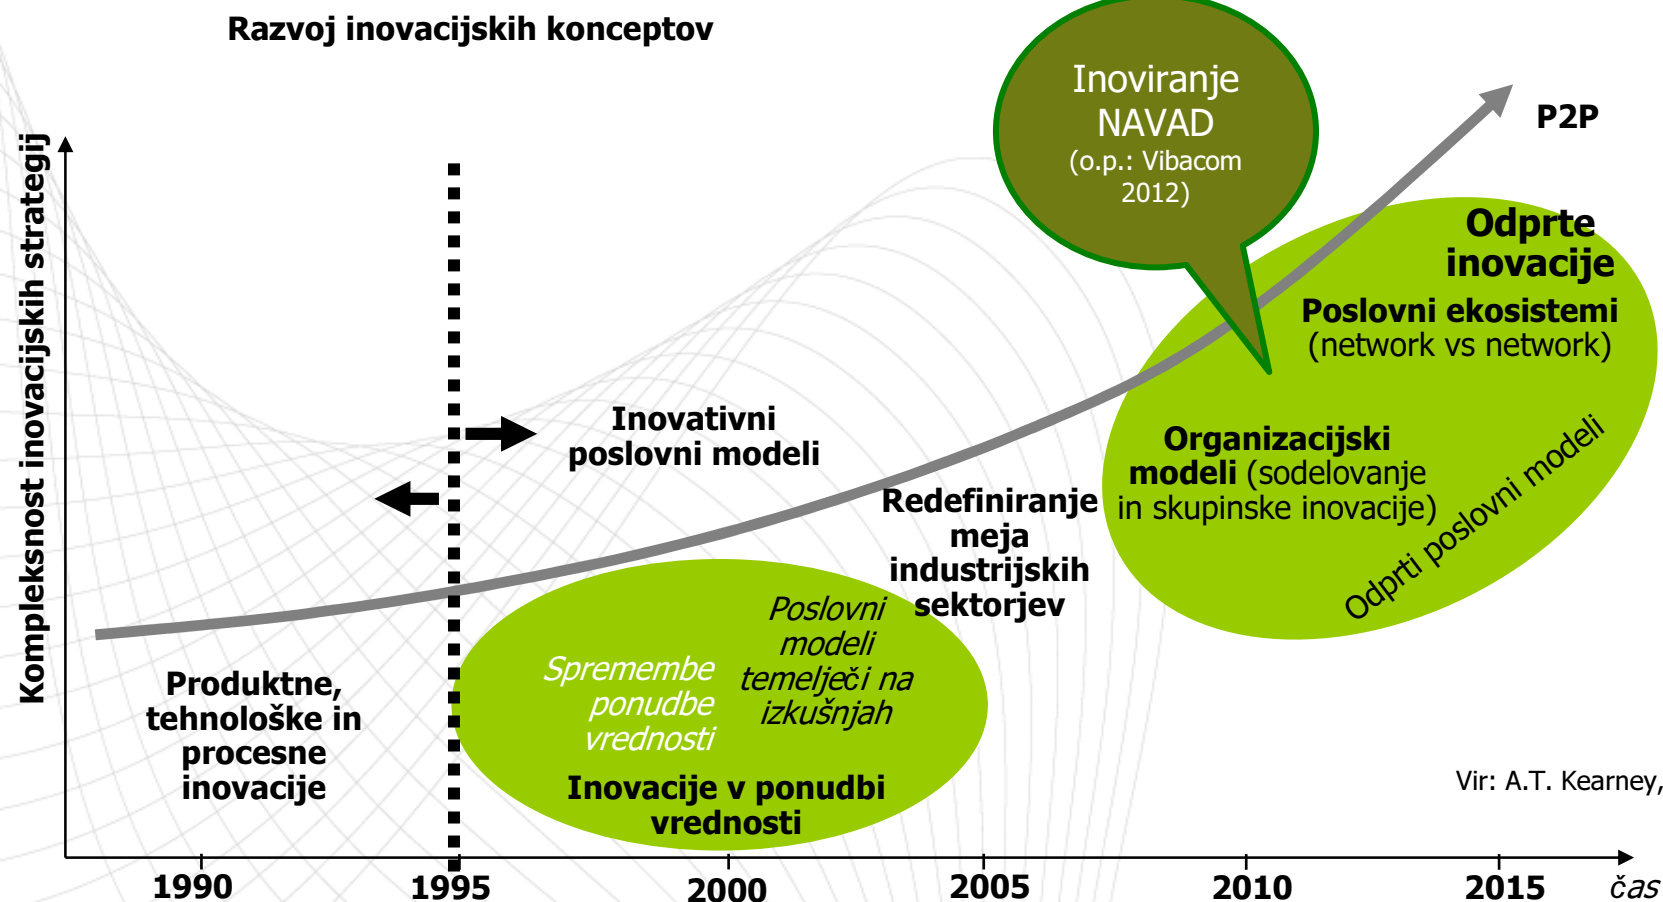 Razvoj inovacijskih konceptov
Kompleksnost inovacijskih strategij
Inoviranje
NAVAD
(o.p.: Vibacom
2012)
P2P
Odprte
inovacije
Poslovni ekosistemi
(network vs network)
Inovativni
poslovni modeli
Organizacijski
modeli (sodelovanje
in skupinske inovacije)
Odprti poslovni modeli
Redefiniranje
meja
industrijskih
sektorjev
Poslovni
modeli
temelječi na
izkušnjah
Spremembe
ponudbe
vrednosti
Inovacije v ponudbi
vrednosti
Produktne,
tehnološke in
procesne
inovacije
Vir: A.T. Kearney,
1990 1995 2000 2005 2010 2015 čas